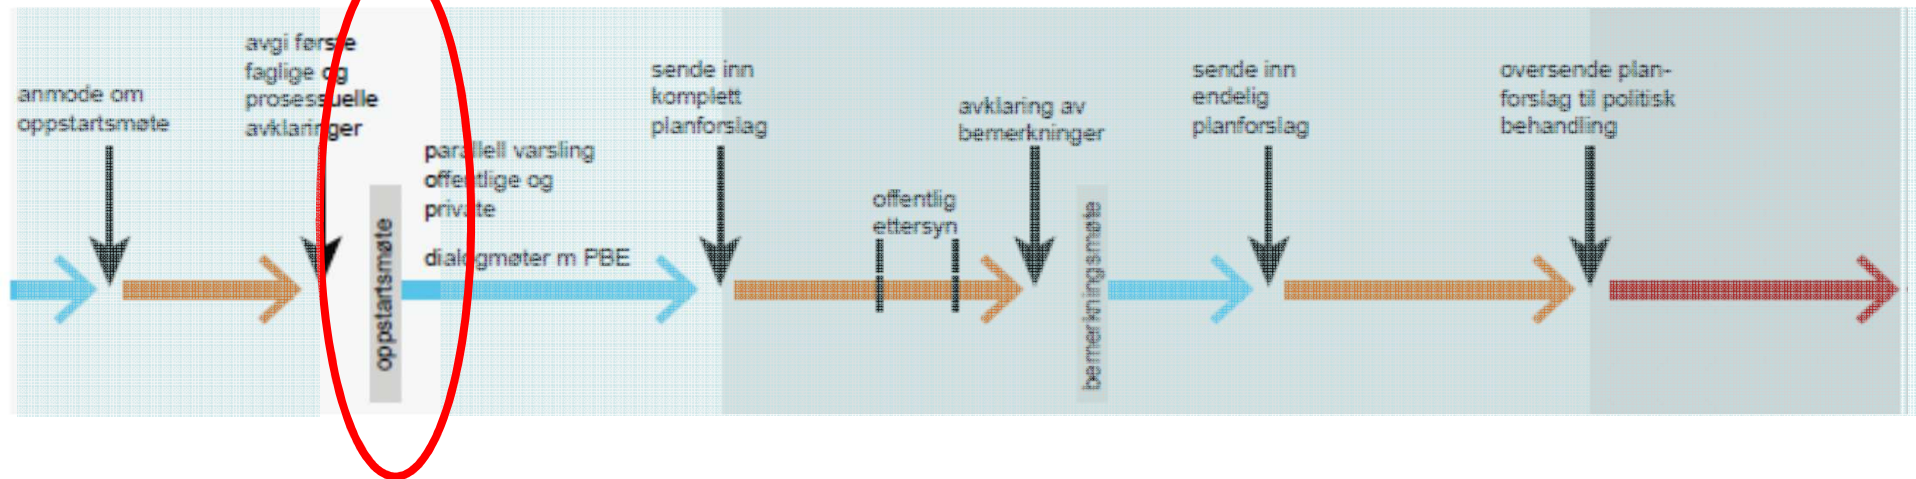 anmode om
oppstartsmøte
avgi første
faglige og
prosessuelle
avklaringer
oppstartsmøte
parallell varsling
offentlige og
private
dialogmøter m PBE
sende inn
komplett
planforslag
offentlig
ettersyn
avklaring av
bemerkninger
bemerkningsmøte
sende inn
endelig
planforslag
oversende plan-
forslag til politisk
behandling